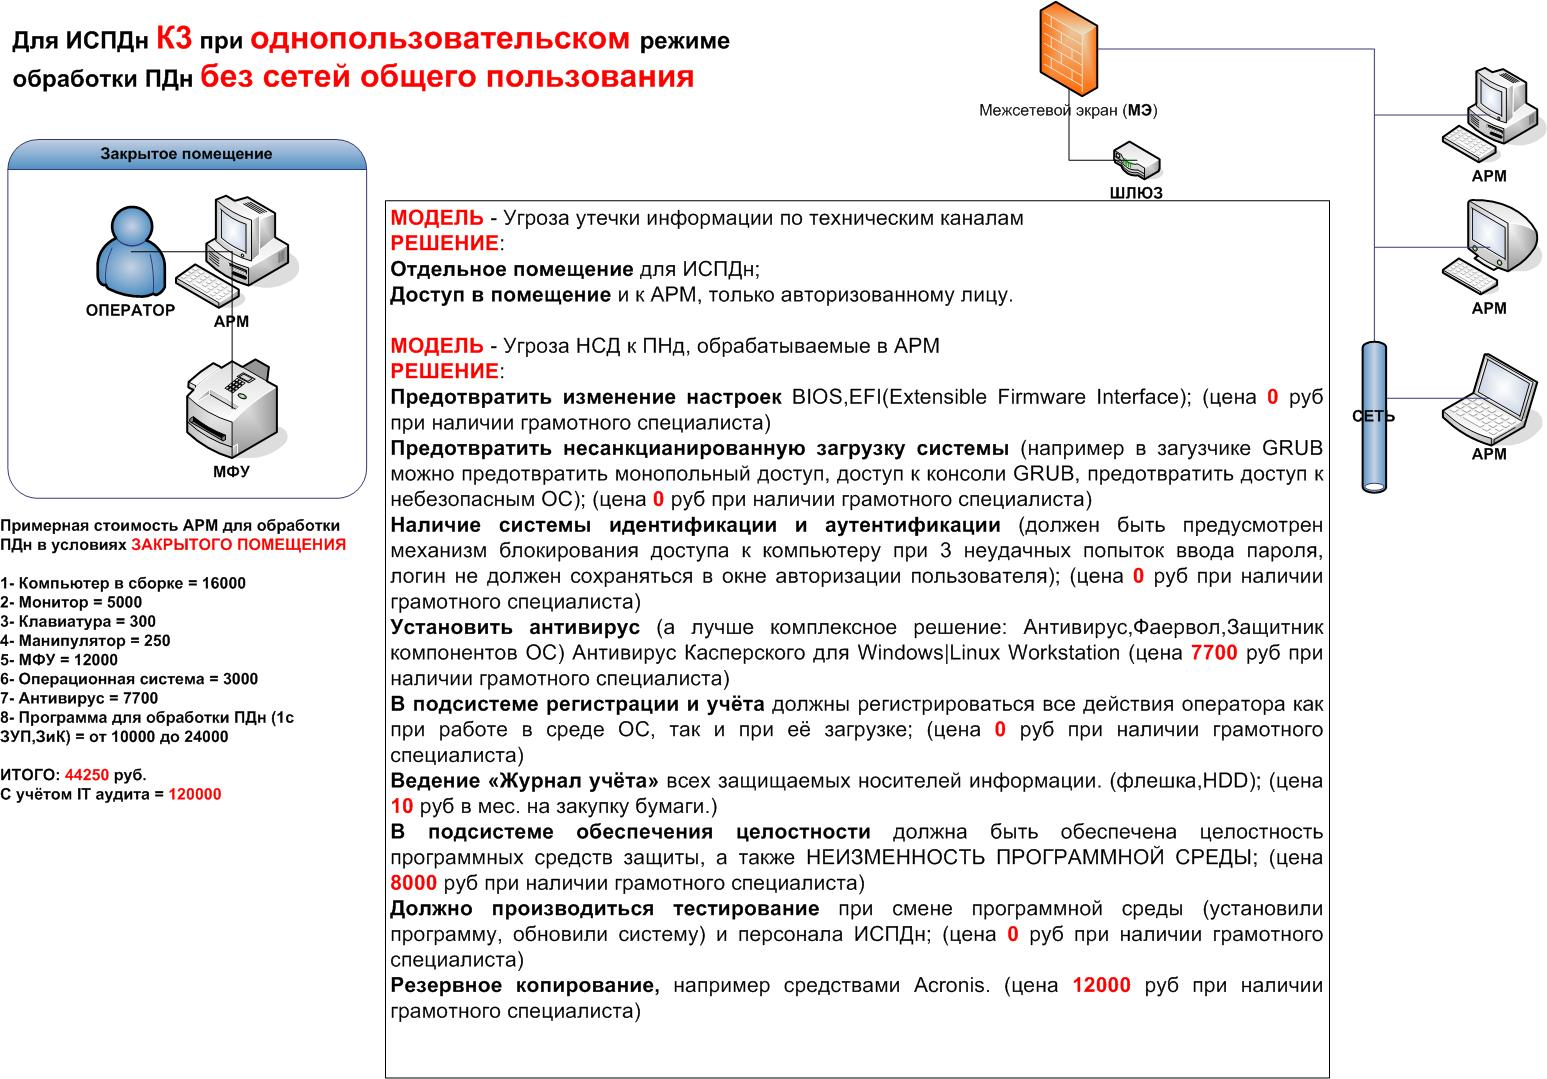 Для ИСПДн К3 при однопользовательском режиме
обработки ПДн без сетей общего пользования
Межсетевой экран (МЭ)
ШЛЮЗ
АРМ
АРМ
СЕТЬ
АРМ
Закрытое помещение
ОПЕРАТОР
АРМ
МФУ
Примерная стоимость АРМ для обработки
ПДн в условиях ЗАКРЫТОГО ПОМЕЩЕНИЯ
1- Компьютер в сборке = 16000
2- Монитор = 5000
3- Клавиатура = 300
4- Манипулятор = 250
5- МФУ = 12000
6- Операционная система = 3000
7- Антивирус = 7700
8- Программа для обработки ПДн (1с
ЗУП,ЗиК) = от 10000 до 24000
ИТОГО: 44250 руб.
С учётом IT аудита = 120000
МОДЕЛЬ - Угроза утечки информации по техническим каналам
РЕШЕНИЕ:
Отдельное помещение для ИСПДн;
Доступ в помещение и к АРМ, только авторизованному лицу.
МОДЕЛЬ - Угроза НСД к ПНд, обрабатываемые в АРМ
РЕШЕНИЕ:
Предотвратить изменение настроек BIOS,EFI(Extensible Firmware Interface); (цена 0 руб
при наличии грамотного специалиста)
Предотвратить несанкцианированную загрузку системы (например в загузчике GRUB
можно предотвратить монопольный доступ, доступ к консоли GRUB, предотвратить доступ к
небезопасным ОС); (цена 0 руб при наличии грамотного специалиста)
Наличие системы идентификации и аутентификации (должен быть предусмотрен
механизм блокирования доступа к компьютеру при 3 неудачных попыток ввода пароля,
логин не должен сохраняться в окне авторизации пользователя); (цена 0 руб при наличии
грамотного специалиста)
Установить антивирус (а лучше комплексное решение: Антивирус,Фаервол,Защитник
компонентов ОС) Антивирус Касперского для Windows|Linux Workstation (цена 7700 руб при
наличии грамотного специалиста)
В подсистеме регистрации и учёта должны регистрироваться все действия оператора как
при работе в среде ОС, так и при её загрузке; (цена 0 руб при наличии грамотного
специалиста)
Ведение «Журнал учёта» всех защищаемых носителей информации. (флешка,HDD); (цена
10 руб в мес. на закупку бумаги.)
В подсистеме обеспечения целостности должна быть обеспечена целостность
программных средств защиты, а также НЕИЗМЕННОСТЬ ПРОГРАММНОЙ СРЕДЫ; (цена
8000 руб при наличии грамотного специалиста)
Должно производиться тестирование при смене программной среды (установили
программу, обновили систему) и персонала ИСПДн; (цена 0 руб при наличии грамотного
специалиста)
Резервное копирование, например средствами Acronis. (цена 12000 руб при наличии
грамотного специалиста)